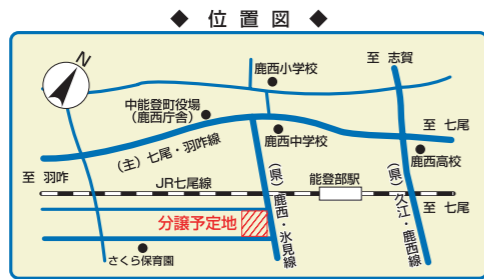 ◆ 位置図 ◆
N
鹿西小学校
至 志賀
中能登町役場
（鹿西庁舎）
（主）七尾・羽咋線
鹿西中学校
至 七尾
鹿西高校
至 羽咋
JR七尾線
（県）鹿西・氷見線
能登部駅
（県）久江・鹿西線
至 七尾
分譲予定地
さくら保育園